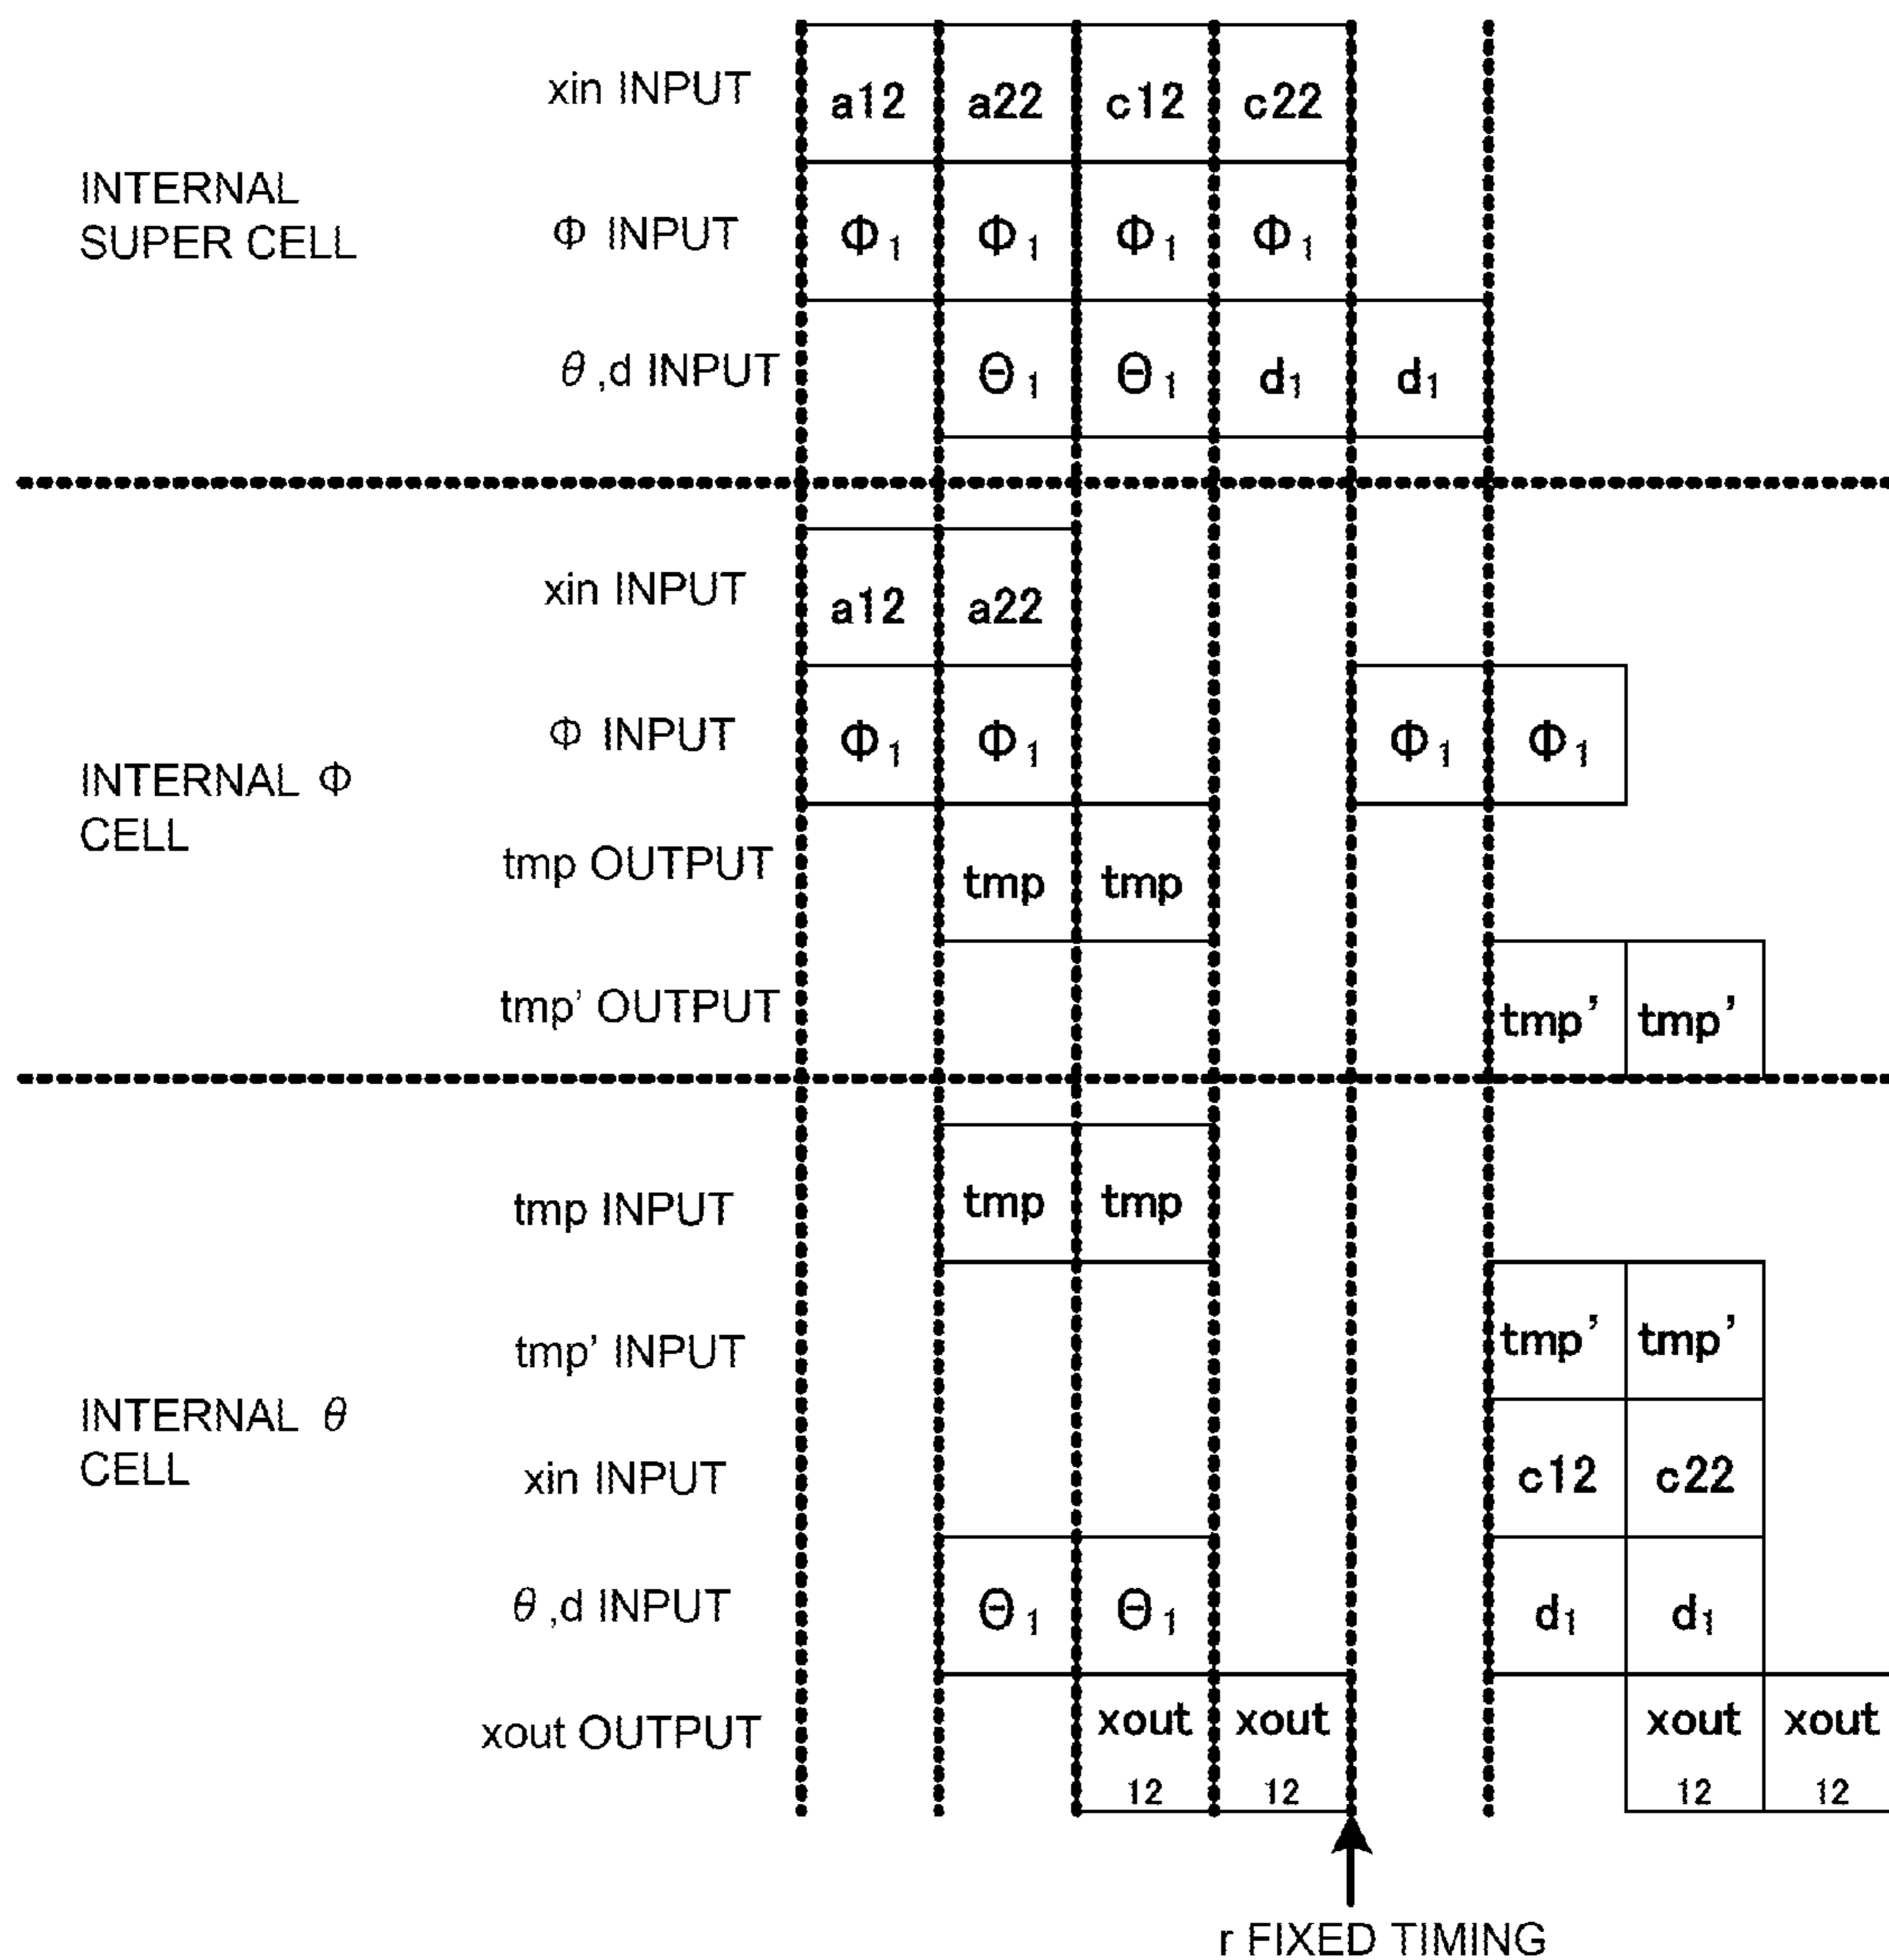 xin INPUT a12 a22 c12 c22
INTERNAL
SUPER CELL
Φ INPUT Φ₁ Φ₁ Φ₁ Φ₁
θ,d INPUT Θ₁ Θ₁ d₁ d₁
xin INPUT a12 a22
Φ INPUT Φ₁ Φ₁ Φ₁ Φ₁
INTERNAL Φ
CELL
tmp OUTPUT tmp tmp
tmp' OUTPUT tmp' tmp'
tmp INPUT tmp tmp
tmp' INPUT tmp' tmp'
INTERNAL θ
CELL
xin INPUT c12 c22
θ,d INPUT Θ₁ Θ₁ d₁ d₁
xout OUTPUT xout xout xout xout
12 12 12 12
r FIXED TIMING